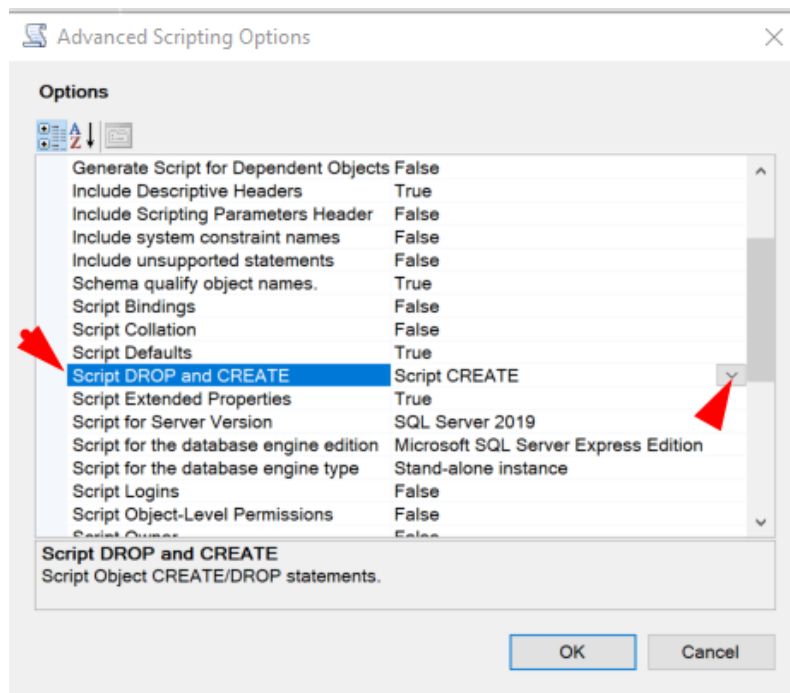 Advanced Scripting Options
Options
Generate Script for Dependent Objects False
Include Descriptive Headers True
Include Scripting Parameters Header False
Include system constraint names False
Include unsupported statements False
Schema qualify object names. True
Script Bindings False
Script Collation False
Script Defaults True
Script DROP and CREATE Script CREATE
Script Extended Properties True
Script for Server Version SQL Server 2019
Script for the database engine edition Microsoft SQL Server Express Edition
Script for the database engine type Stand-alone instance
Script Logins False
Script Object-Level Permissions False
Script Owner False
Script DROP and CREATE
Script Object CREATE/DROP statements.
OK Cancel